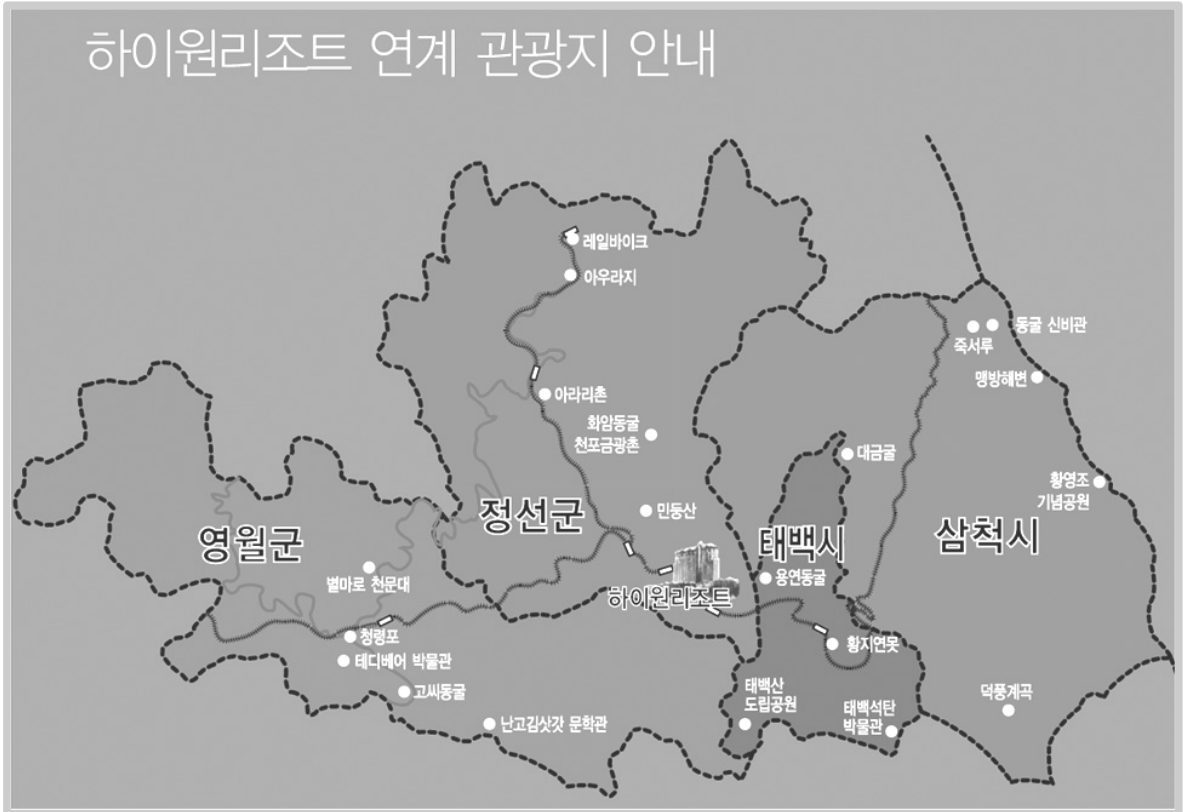 하이원리조트 연계 관광지 안내
레일바이크
아우라지
동굴 신비관
죽서루
맹방해변
아라리촌
화암동굴
천포금광촌
대금굴
황영조
기념공원
정선군
민둥산
영월군
태백시
삼척시
별마로 천문대
용연동굴
하이원리조트
청령포
황지연못
테디베어 박물관
고씨동굴
태백산
도립공원
덕풍계곡
태백석탄
박물관
난고김삿갓 문학관